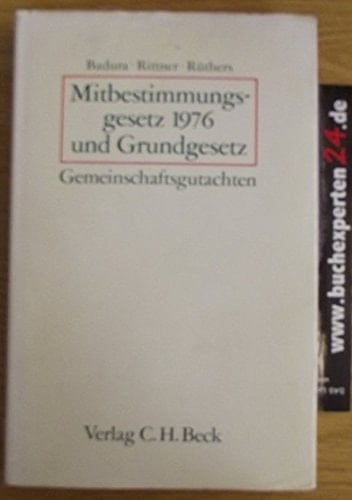 Badura · Rittner · Rüthers
Mitbestimmungs-
gesetz 1976
und Grundgesetz
Gemeinschaftsgutachten
Verlag C. H. Beck
www.buchexperten24.de